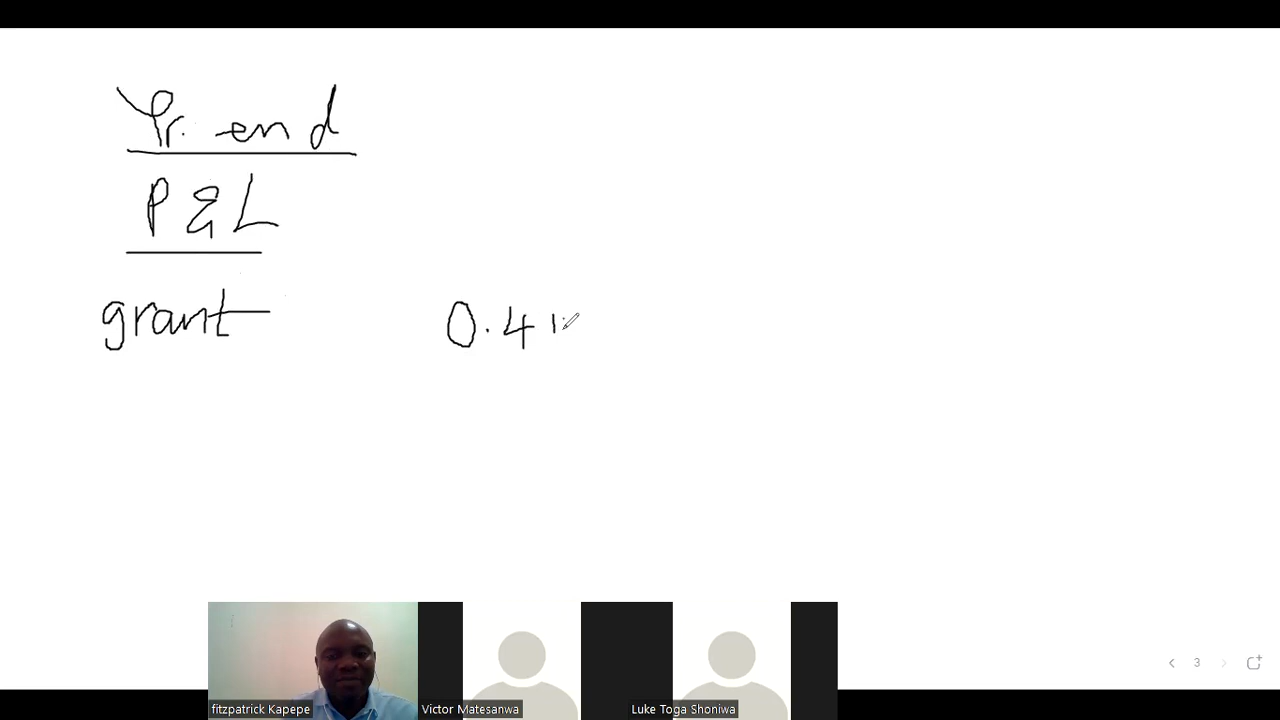 Yr. end
P & L
grant 0.4
fitzpatrick Kapepe Victor Matesanwa Luke Toga Shoniwa
3